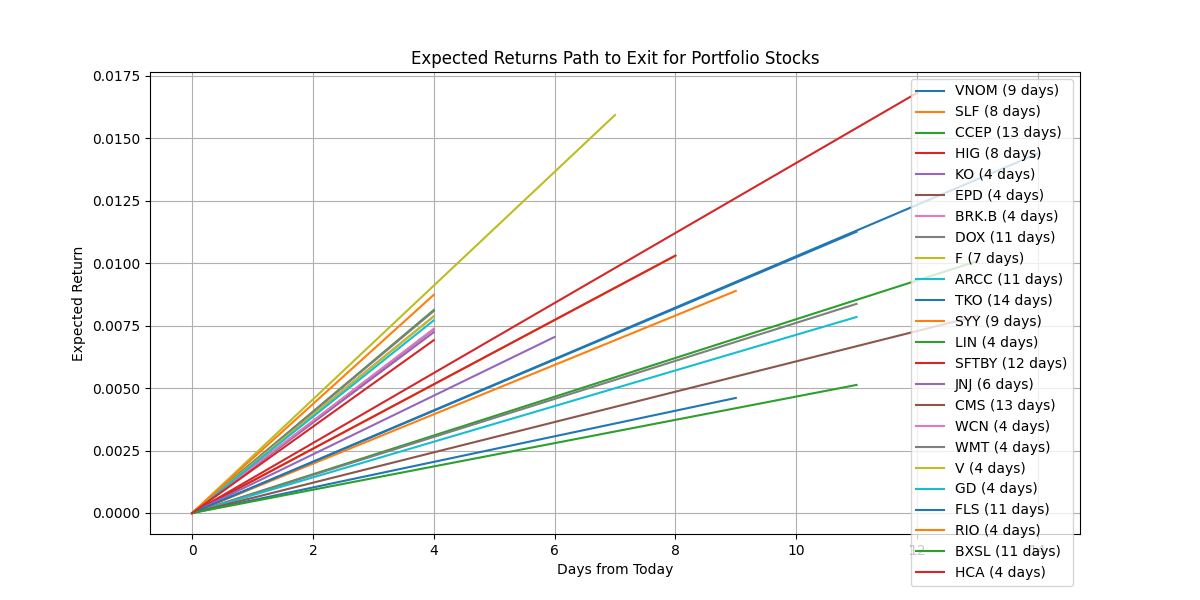 Expected Returns Path to Exit for Portfolio Stocks
0.0175
0.0150
0.0125
0.0100
0.0075
0.0050
0.0025
0.0000
Expected Return
0
2
4
6
8
10
12
14
Days from Today
VNOM (9 days)
SLF (8 days)
CCEP (13 days)
HIG (8 days)
KO (4 days)
EPD (4 days)
BRK.B (4 days)
DOX (11 days)
F (7 days)
ARCC (11 days)
TKO (14 days)
SYY (9 days)
LIN (4 days)
SFTBY (12 days)
JNJ (6 days)
CMS (13 days)
WCN (4 days)
WMT (4 days)
V (4 days)
GD (4 days)
FLS (11 days)
RIO (4 days)
BXSL (11 days)
HCA (4 days)